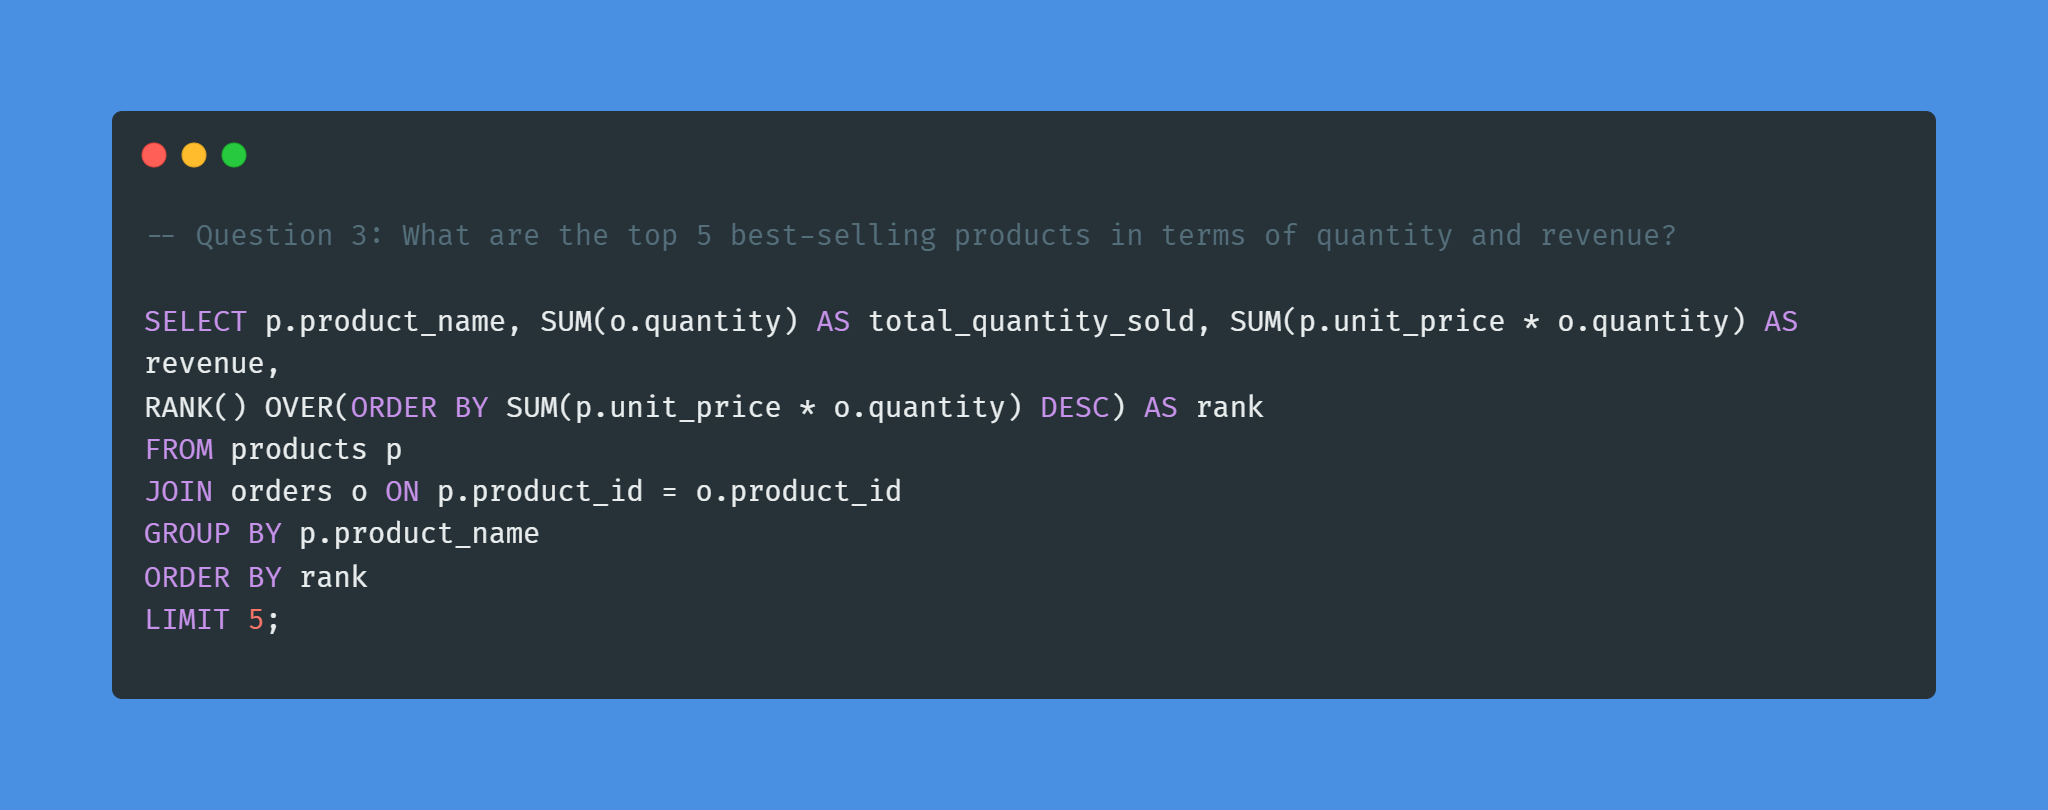 -- Question 3: What are the top 5 best-selling products in terms of quantity and revenue?
SELECT p.product_name, SUM(o.quantity) AS total_quantity_sold, SUM(p.unit_price * o.quantity) AS
revenue,
RANK() OVER(ORDER BY SUM(p.unit_price * o.quantity) DESC) AS rank
FROM products p
JOIN orders o ON p.product_id = o.product_id
GROUP BY p.product_name
ORDER BY rank
LIMIT 5;